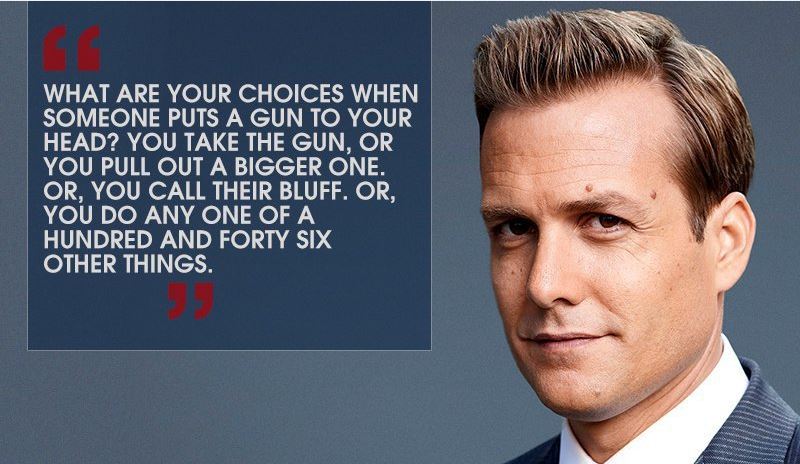 “
WHAT ARE YOUR CHOICES WHEN
SOMEONE PUTS A GUN TO YOUR
HEAD? YOU TAKE THE GUN, OR
YOU PULL OUT A BIGGER ONE.
OR, YOU CALL THEIR BLUFF. OR,
YOU DO ANY ONE OF A
HUNDRED AND FORTY SIX
OTHER THINGS.
”